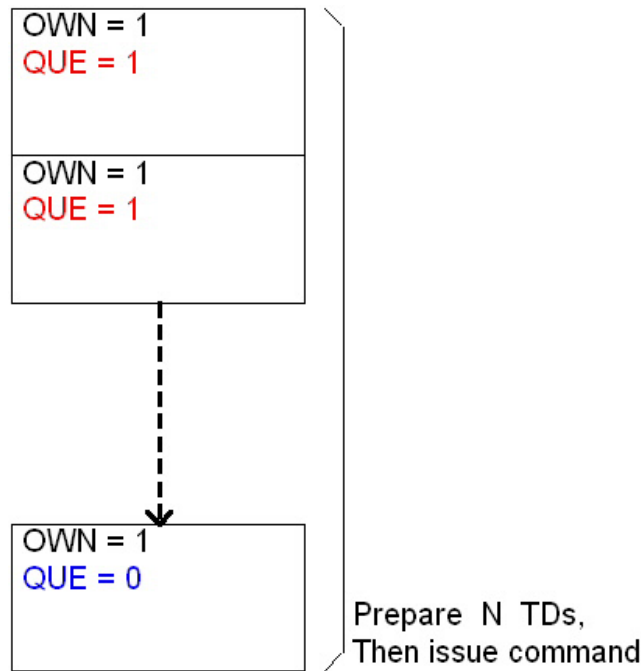 OWN = 1
QUE = 1
OWN = 1
QUE = 1
OWN = 1
QUE = 0
Prepare N TDs,
Then issue command